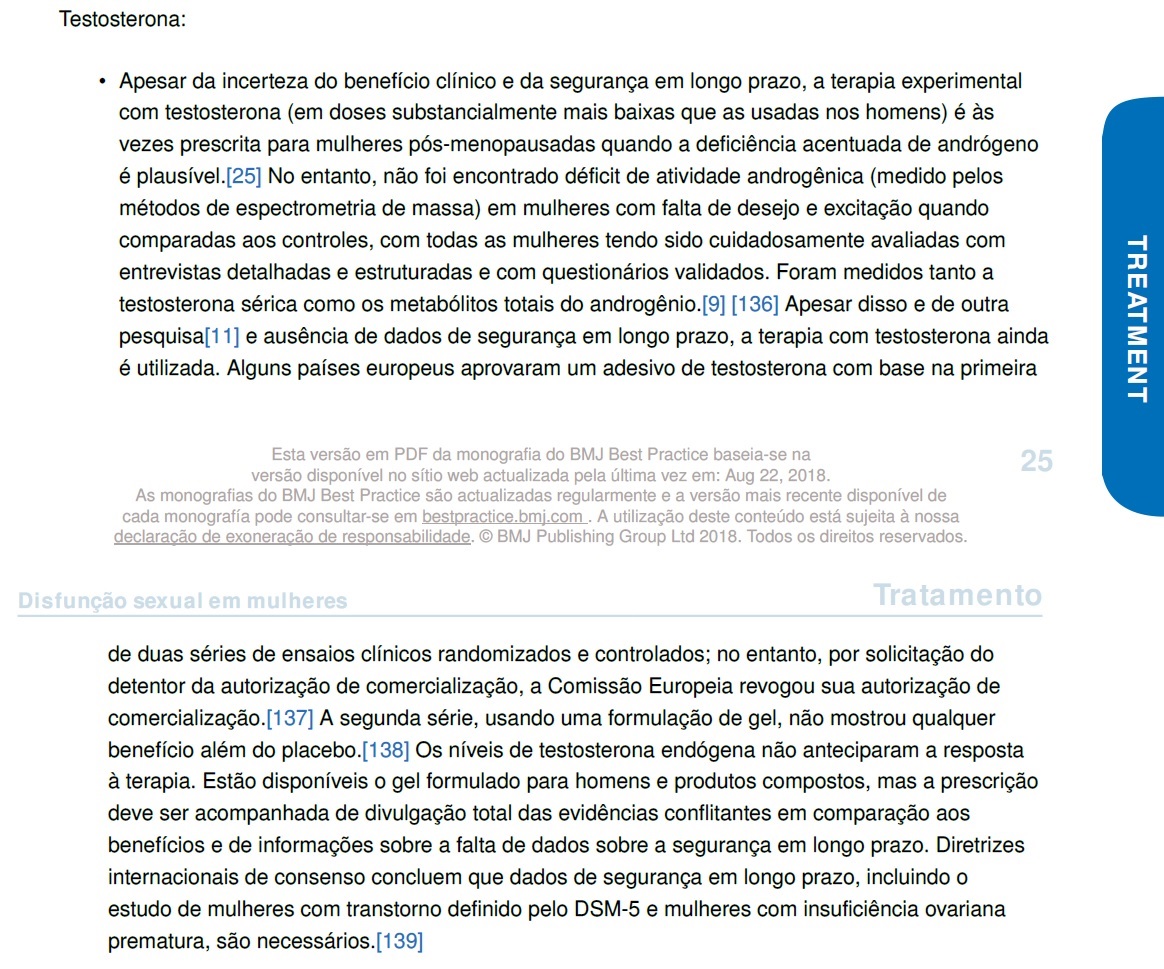 Testosterona:
• Apesar da incerteza do benefício clínico e da segurança em longo prazo, a terapia experimental
com testosterona (em doses substancialmente mais baixas que as usadas nos homens) é às
vezes prescrita para mulheres pós-menopausadas quando a deficiência acentuada de andrógeno
é plausível.[25] No entanto, não foi encontrado déficit de atividade androgênica (medido pelos
métodos de espectrometria de massa) em mulheres com falta de desejo e excitação quando
comparadas aos controles, com todas as mulheres tendo sido cuidadosamente avaliadas com
entrevistas detalhadas e estruturadas e com questionários validados. Foram medidos tanto a
testosterona sérica como os metabólitos totais do androgênio.[9] [136] Apesar disso e de outra
pesquisa[11] e ausência de dados de segurança em longo prazo, a terapia com testosterona ainda
é utilizada. Alguns países europeus aprovaram um adesivo de testosterona com base na primeira
TREATMENT
Esta versão em PDF da monografia do BMJ Best Practice baseia-se na
versão disponível no sítio web actualizada pela última vez em: Aug 22, 2018.
As monografias do BMJ Best Practice são actualizadas regularmente e a versão mais recente disponível de
cada monografía pode consultar-se em bestpractice.bmj.com . A utilização deste conteúdo está sujeita à nossa
declaração de exoneração de responsabilidade. © BMJ Publishing Group Ltd 2018. Todos os direitos reservados.
25
Disfunção sexual em mulheres
Tratamento
de duas séries de ensaios clínicos randomizados e controlados; no entanto, por solicitação do
detentor da autorização de comercialização, a Comissão Europeia revogou sua autorização de
comercialização.[137] A segunda série, usando uma formulação de gel, não mostrou qualquer
benefício além do placebo.[138] Os níveis de testosterona endógena não anteciparam a resposta
à terapia. Estão disponíveis o gel formulado para homens e produtos compostos, mas a prescrição
deve ser acompanhada de divulgação total das evidências conflitantes em comparação aos
benefícios e de informações sobre a falta de dados sobre a segurança em longo prazo. Diretrizes
internacionais de consenso concluem que dados de segurança em longo prazo, incluindo o
estudo de mulheres com transtorno definido pelo DSM-5 e mulheres com insuficiência ovariana
prematura, são necessários.[139]